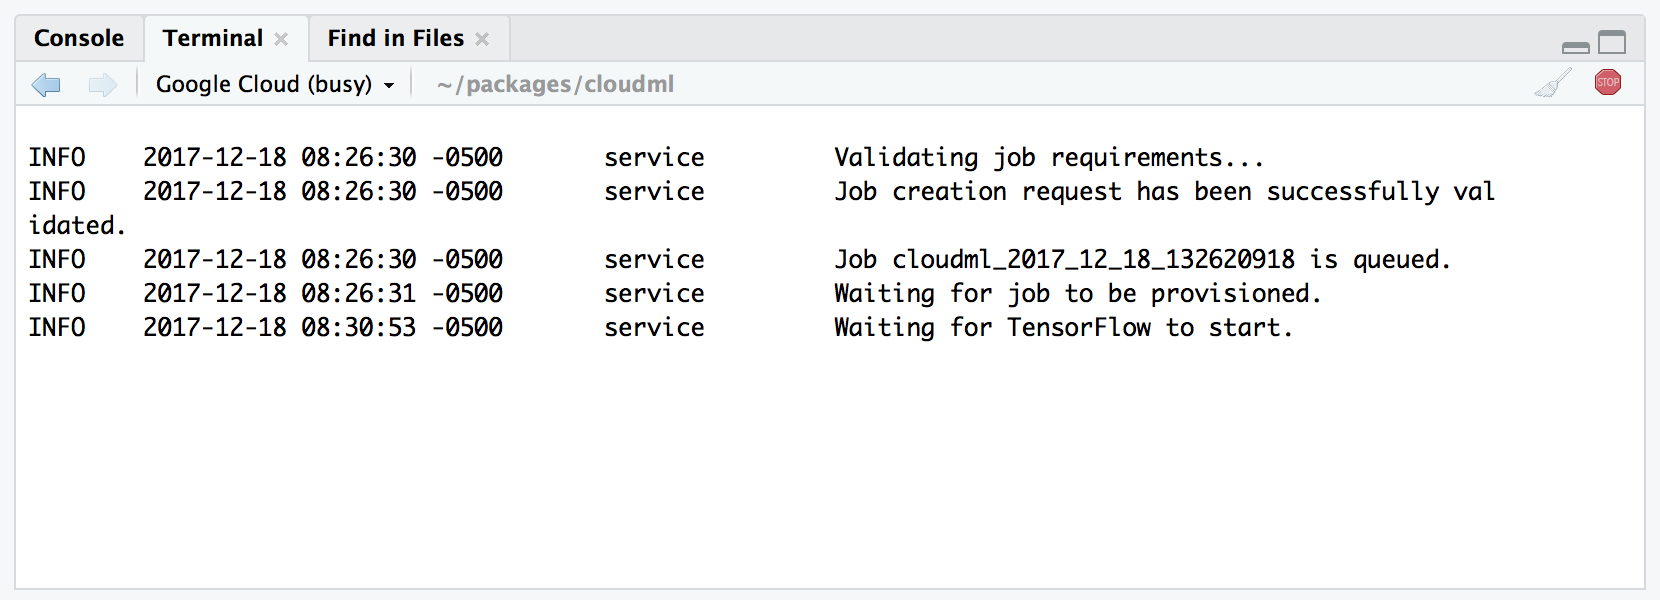 Console Terminal × Find in Files ×
Google Cloud (busy) ~/packages/cloudml STOP
INFO 2017-12-18 08:26:30 -0500 service Validating job requirements...
INFO 2017-12-18 08:26:30 -0500 service Job creation request has been successfully val
idated.
INFO 2017-12-18 08:26:30 -0500 service Job cloudml_2017_12_18_132620918 is queued.
INFO 2017-12-18 08:26:31 -0500 service Waiting for job to be provisioned.
INFO 2017-12-18 08:30:53 -0500 service Waiting for TensorFlow to start.